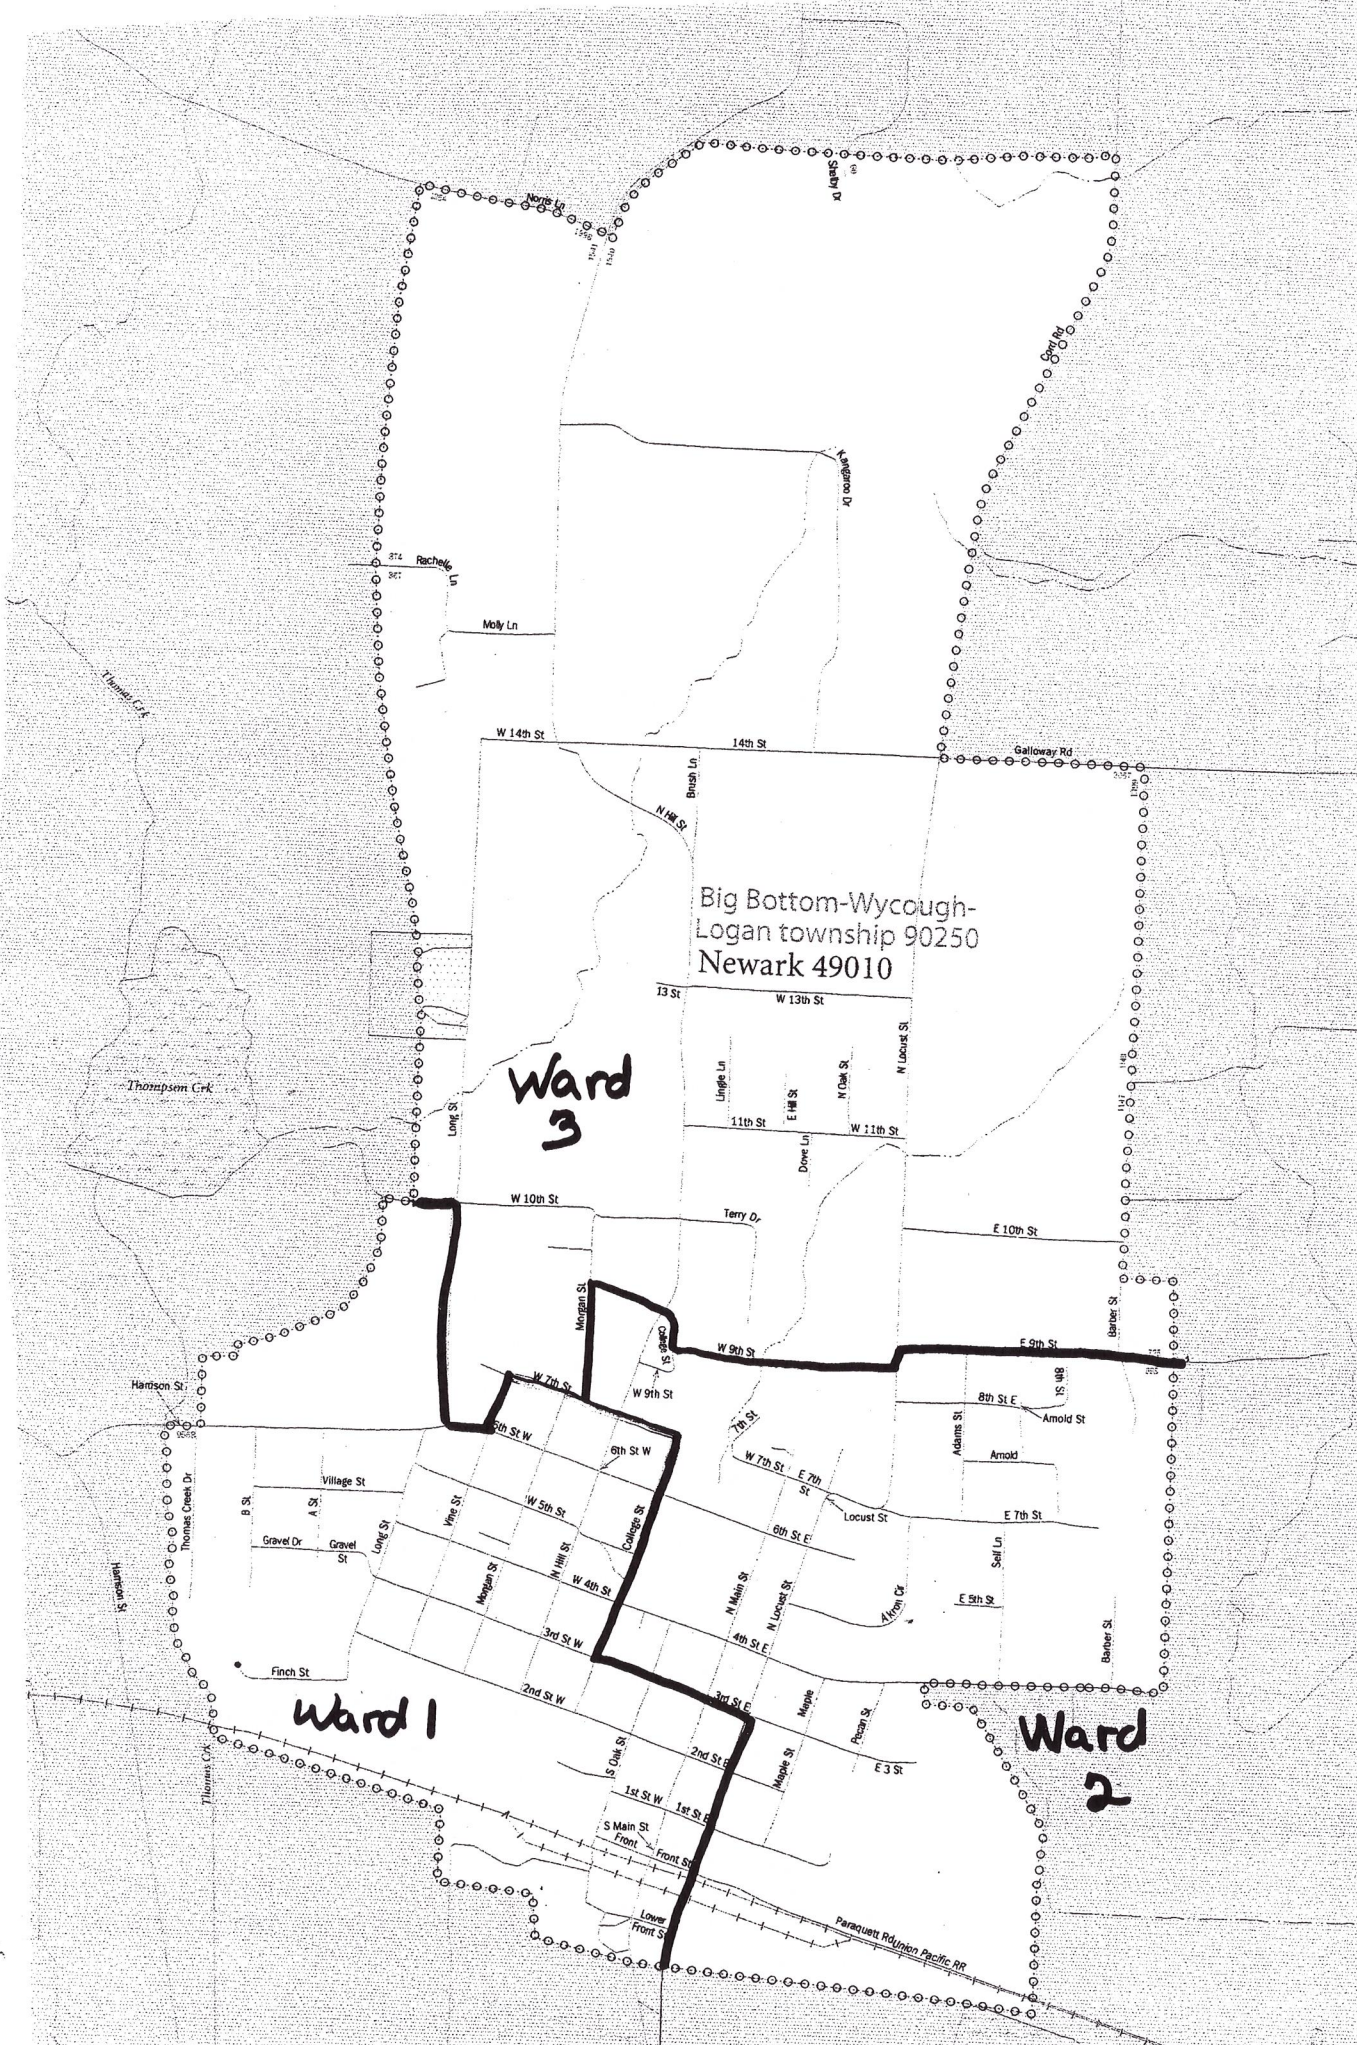 Shelby Dr
Norris Ln
Cord Rd
Kangaroo Dr
874
Rachelle Ln
867
Molly Ln
Thomas Crk
W 14th St
14th St
Galloway Rd
Brush Ln
N Hill St
Big Bottom-Wycough-
Logan township 90250
Newark 49010
13 St
W 13th St
N Locust St
Ward
3
Lingle Ln
E Hill St
N Oak St
Thompson Crk
Long St
11th St
W 11th St
Dove Ln
W 10th St
Terry Dr
E 10th St
Morgan St
Barber St
College St
W 9th St
E 9th St
W 7th St
W 9th St
8th St
Harrison St
8th St E
Arnold St
5th St W
6th St W
7th St
Adams St
Arnold
W 7th St
E 7th
St
Village St
Thomas Creek Dr
B St
A St
Vine St
W 5th St
Locust St
E 7th St
Long St
College St
6th St E
Gravel Dr
Gravel
St
N Hill St
Self Ln
Harrison St
Morgan St
W 4th St
N Main St
N Locust St
Akron Cir
E 5th St
3rd St W
4th St E
Barber St
Finch St
2nd St W
3rd St E
Maple
Ward 1
Pecan St
Ward
2
S Oak St
2nd St E
Maple St
E 3 St
Thomas Crk
1st St W
1st St E
S Main St
Front
Front St
Lower
Front S
Paraquett Rd
Union Pacific RR